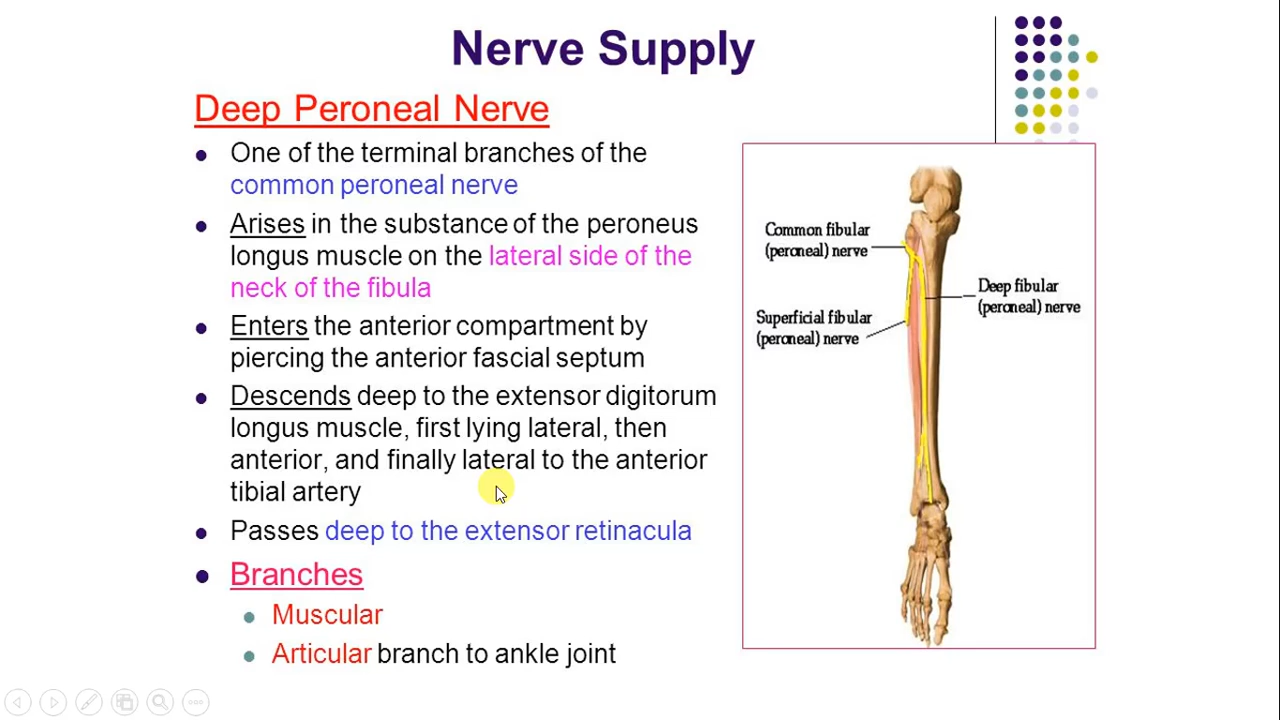 Nerve Supply
Deep Peroneal Nerve
One of the terminal branches of the
common peroneal nerve
Arises in the substance of the peroneus
longus muscle on the lateral side of the
neck of the fibula
Enters the anterior compartment by
piercing the anterior fascial septum
Descends deep to the extensor digitorum
longus muscle, first lying lateral, then
anterior, and finally lateral to the anterior
tibial artery
Passes deep to the extensor retinacula
Branches
Muscular
Articular branch to ankle joint
Common fibular
(peroneal) nerve
Deep fibular
(peroneal) nerve
Superficial fibular
(peroneal) nerve